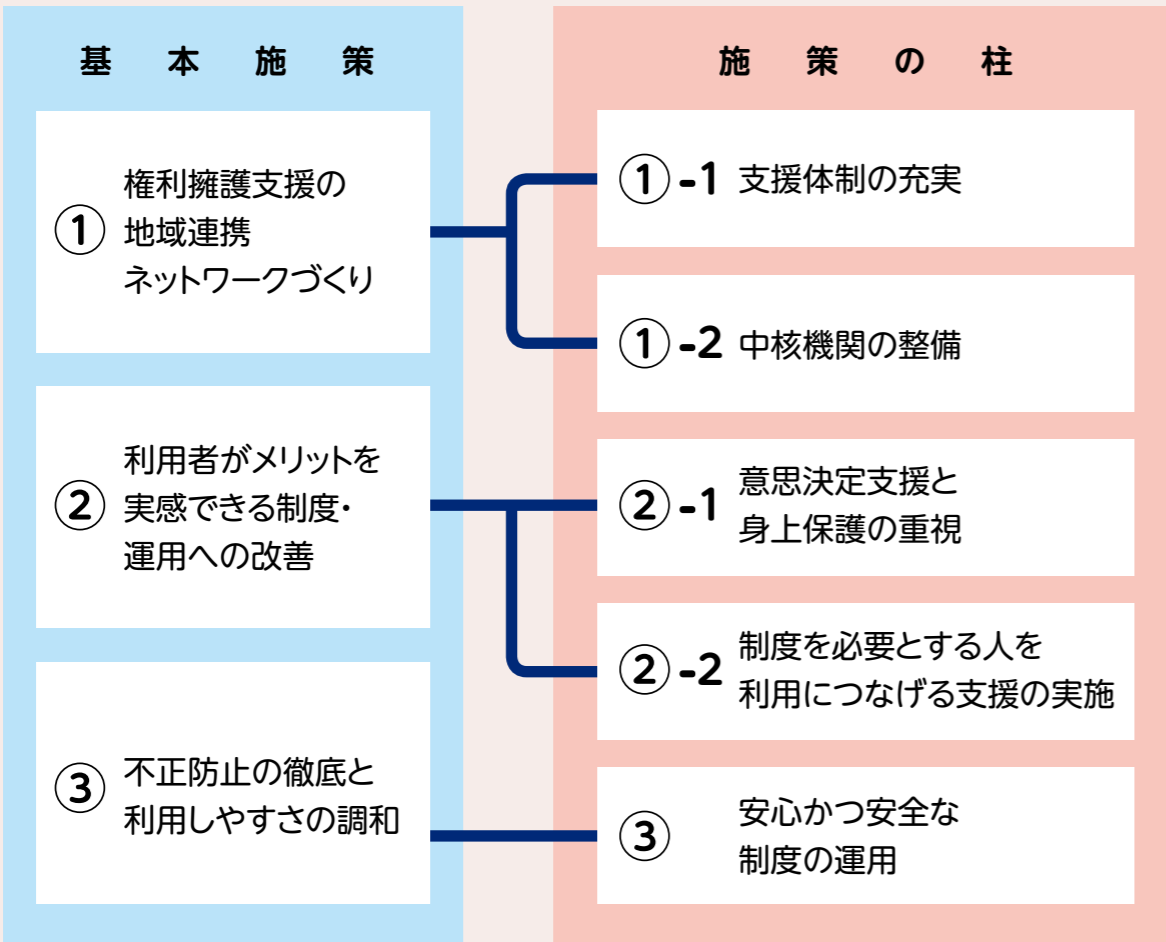 基本施策
① 権利擁護支援の
地域連携
ネットワークづくり
② 利用者がメリットを
実感できる制度・
運用への改善
③ 不正防止の徹底と
利用しやすさの調和
施策の柱
①-1 支援体制の充実
①-2 中核機関の整備
②-1 意思決定支援と
身上保護の重視
②-2 制度を必要とする人を
利用につなげる支援の実施
③ 安心かつ安全な
制度の運用